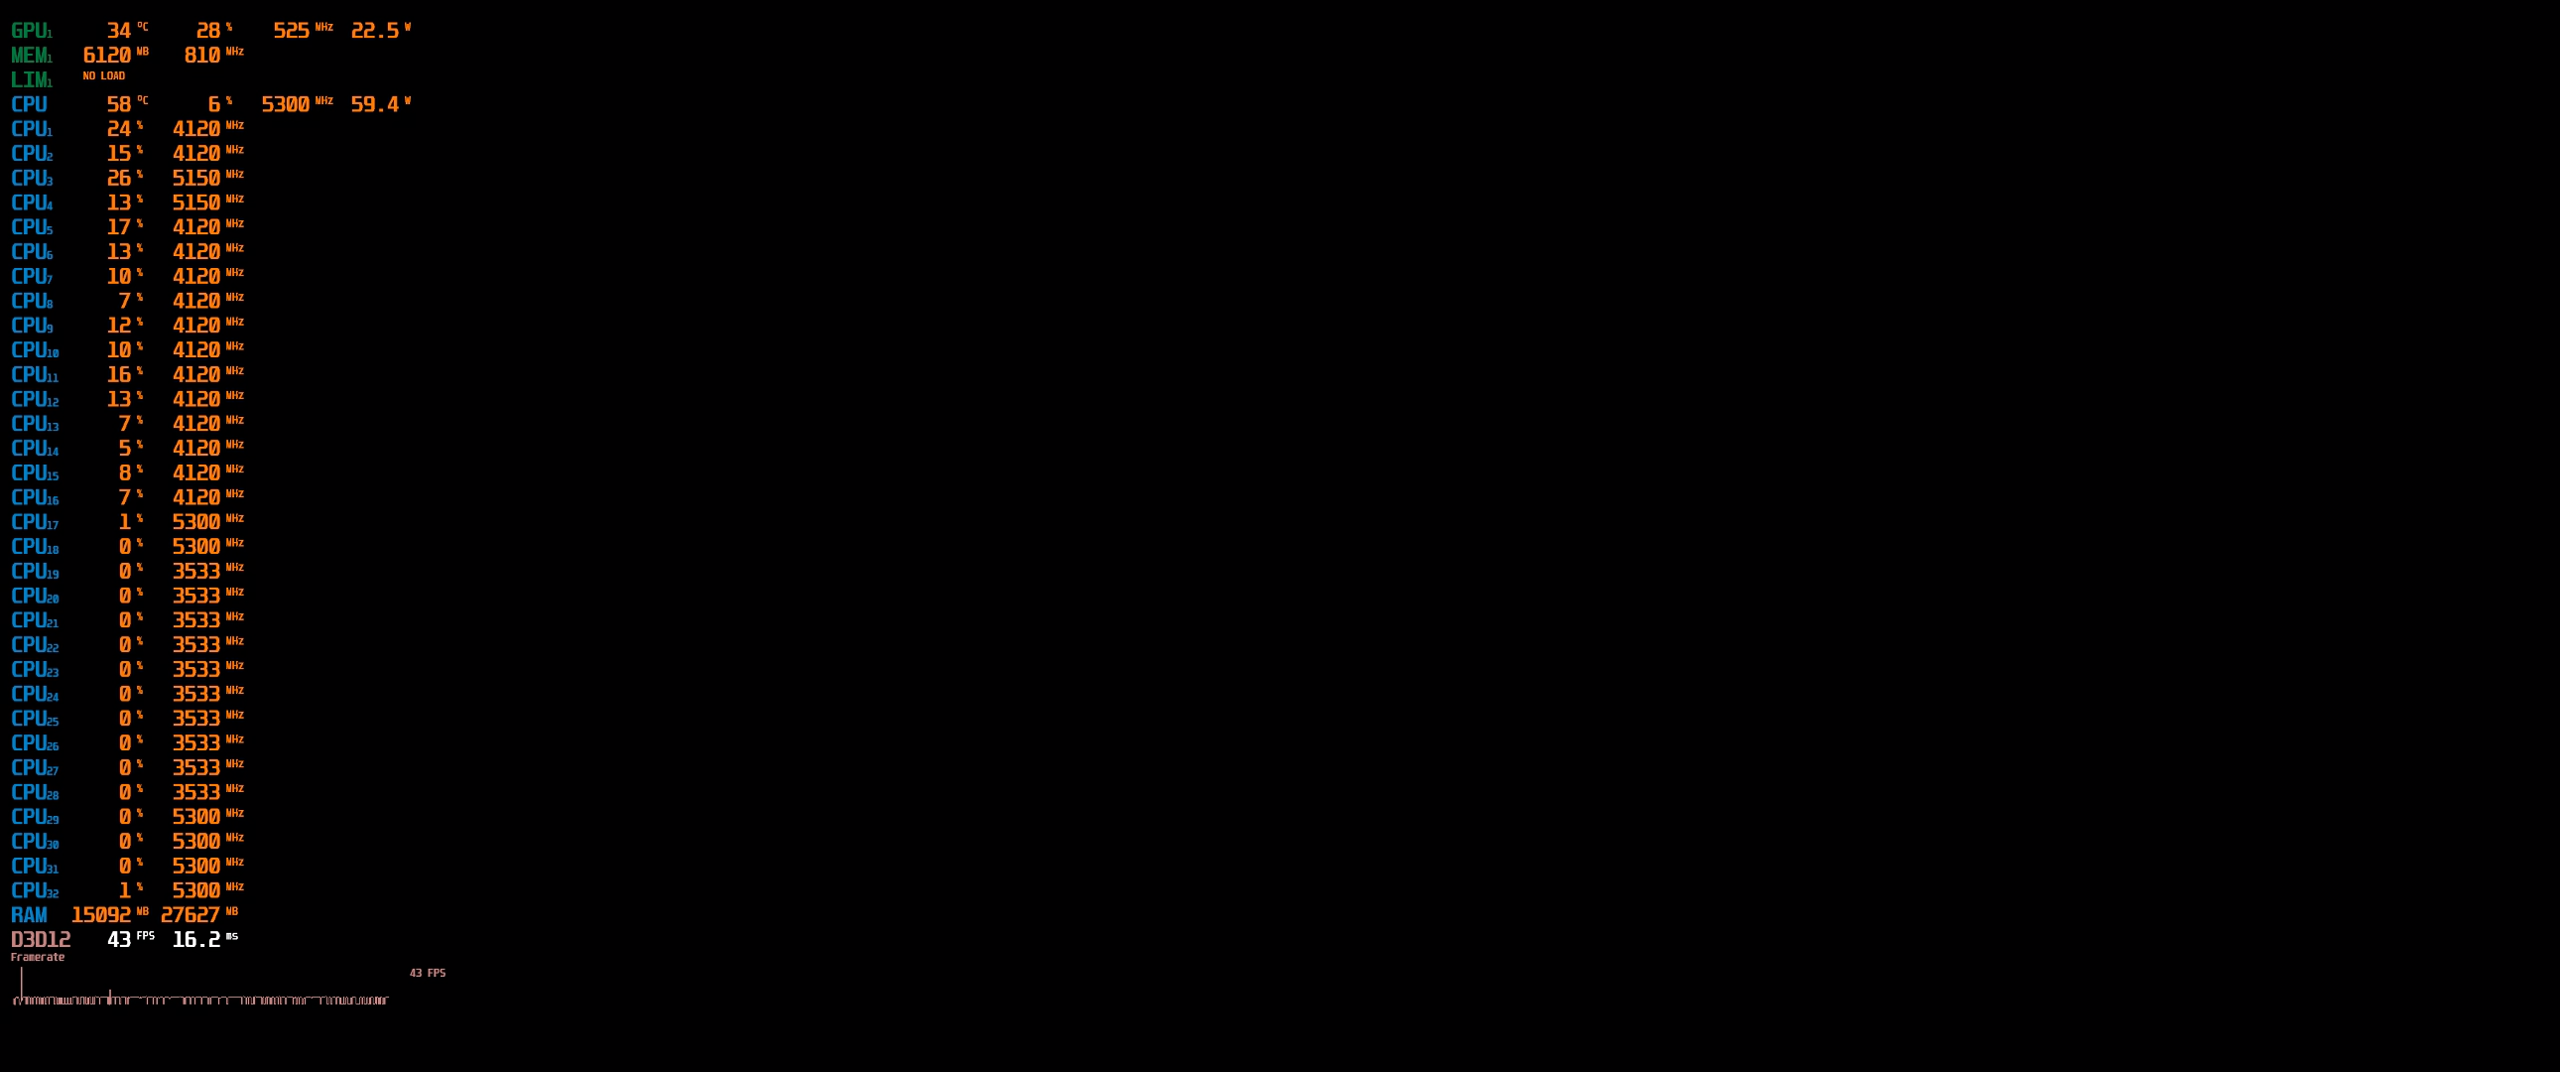 GPU1 34 °C 28 % 525 MHz 22.5 W
MEM1 6120 MB 810 MHz
LIM1 NO LOAD
CPU 58 °C 6 % 5300 MHz 59.4 W
CPU1 24 % 4120 MHz
CPU2 15 % 4120 MHz
CPU3 26 % 5150 MHz
CPU4 13 % 5150 MHz
CPU5 17 % 4120 MHz
CPU6 13 % 4120 MHz
CPU7 10 % 4120 MHz
CPU8 7 % 4120 MHz
CPU9 12 % 4120 MHz
CPU10 10 % 4120 MHz
CPU11 16 % 4120 MHz
CPU12 13 % 4120 MHz
CPU13 7 % 4120 MHz
CPU14 5 % 4120 MHz
CPU15 8 % 4120 MHz
CPU16 7 % 4120 MHz
CPU17 1 % 5300 MHz
CPU18 0 % 5300 MHz
CPU19 0 % 3533 MHz
CPU20 0 % 3533 MHz
CPU21 0 % 3533 MHz
CPU22 0 % 3533 MHz
CPU23 0 % 3533 MHz
CPU24 0 % 3533 MHz
CPU25 0 % 3533 MHz
CPU26 0 % 3533 MHz
CPU27 0 % 3533 MHz
CPU28 0 % 3533 MHz
CPU29 0 % 5300 MHz
CPU30 0 % 5300 MHz
CPU31 0 % 5300 MHz
CPU32 1 % 5300 MHz
RAM 15092 MB 27627 MB
D3D12 43 FPS 16.2 ms
Framerate
43 FPS